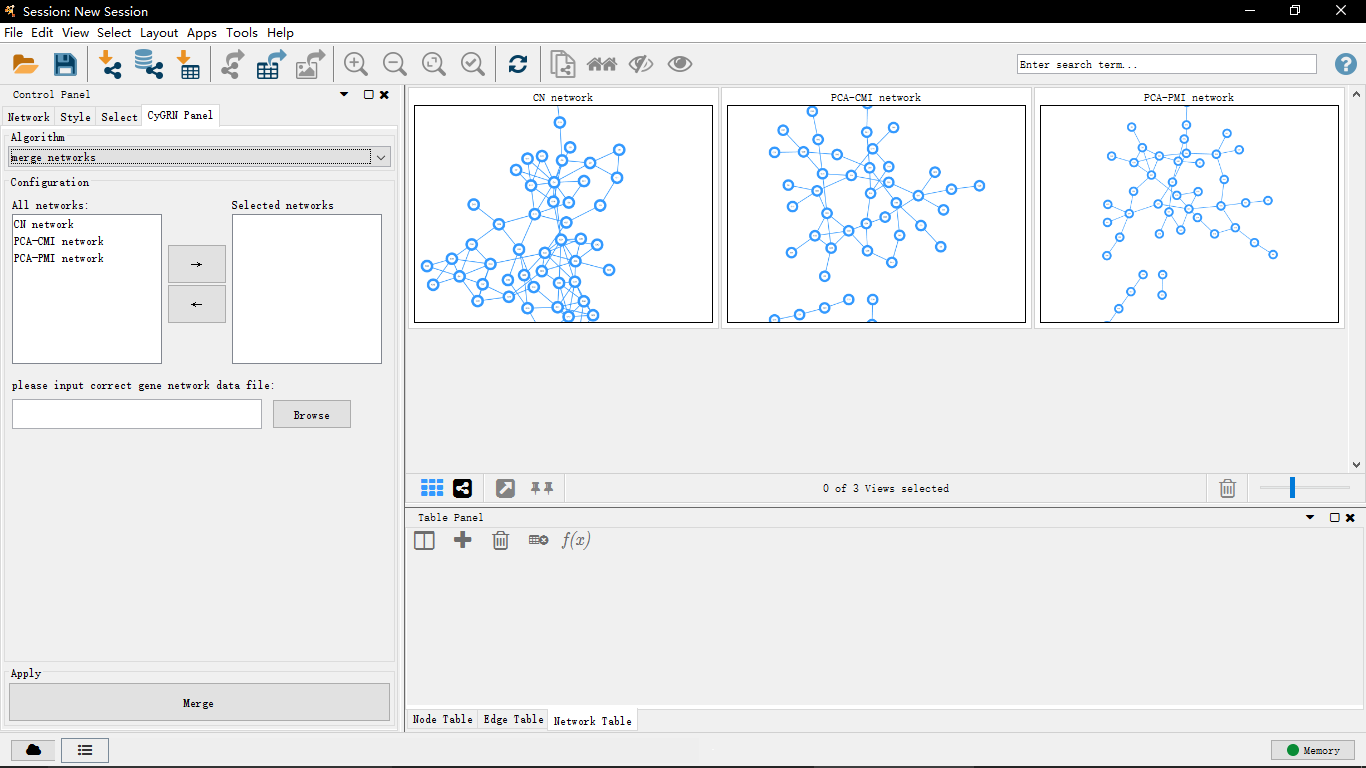 Session: New Session
File Edit View Select Layout Apps Tools Help
Enter search term...
?
Control Panel
Network Style Select CyGRN Panel
Algorithm
merge networks
Configuration
All networks: Selected networks
CN network
PCA-CMI network
PCA-PMI network
→
←
please input correct gene network data file:
Browse
Apply
Merge
CN network PCA-CMI network PCA-PMI network
0 of 3 Views selected
Table Panel
f(x)
Node Table Edge Table Network Table
Memory